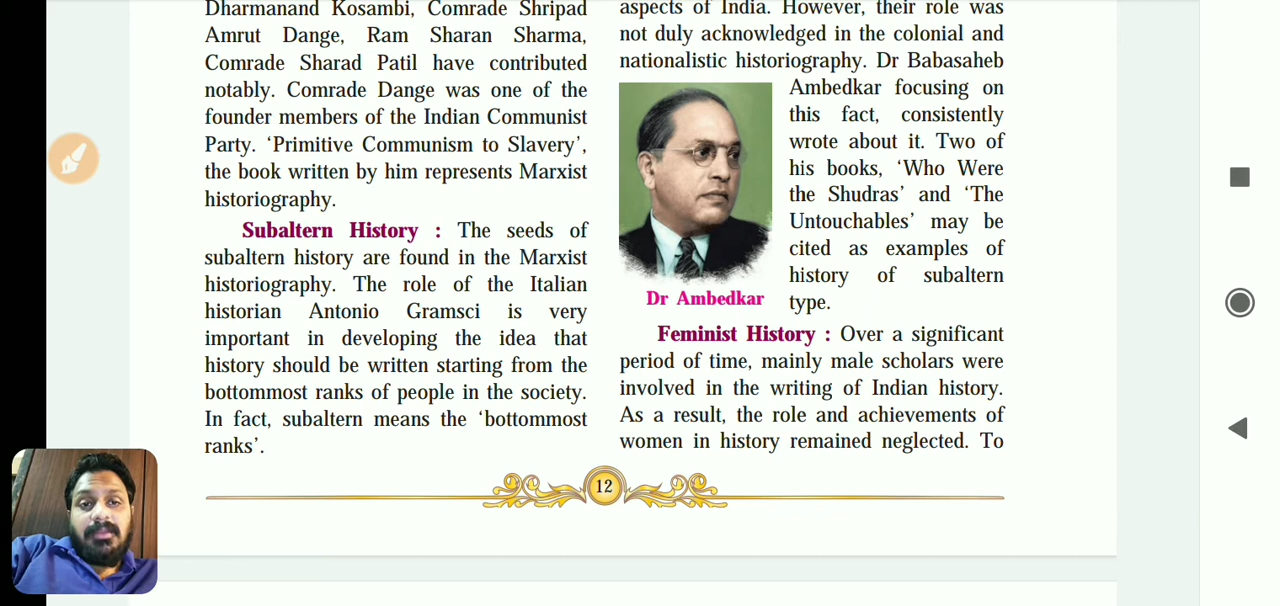 Dharmanand Kosambi, Comrade Shripad
Amrut Dange, Ram Sharan Sharma,
Comrade Sharad Patil have contributed
notably. Comrade Dange was one of the
founder members of the Indian Communist
Party. ‘Primitive Communism to Slavery’,
the book written by him represents Marxist
historiography.
Subaltern History : The seeds of
subaltern history are found in the Marxist
historiography. The role of the Italian
historian Antonio Gramsci is very
important in developing the idea that
history should be written starting from the
bottommost ranks of people in the society.
In fact, subaltern means the ‘bottommost
ranks’.
aspects of India. However, their role was
not duly acknowledged in the colonial and
nationalistic historiography. Dr Babasaheb
Ambedkar focusing on
this fact, consistently
wrote about it. Two of
his books, ‘Who Were
the Shudras’ and ‘The
Untouchables’ may be
cited as examples of
history of subaltern
type.
Dr Ambedkar
Feminist History : Over a significant
period of time, mainly male scholars were
involved in the writing of Indian history.
As a result, the role and achievements of
women in history remained neglected. To
12